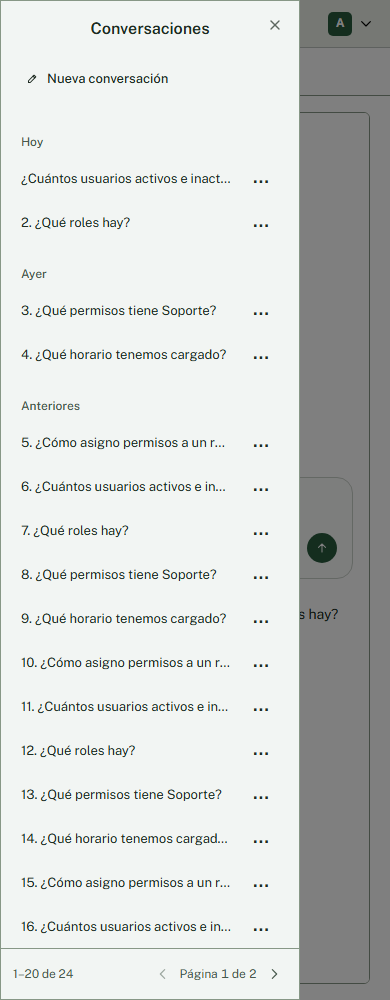 Conversaciones
A
Nueva conversación
Hoy
¿Cuántos usuarios activos e inact...
2. ¿Qué roles hay?
Ayer
3. ¿Qué permisos tiene Soporte?
4. ¿Qué horario tenemos cargado?
Anteriores
5. ¿Cómo asigno permisos a un r...
6. ¿Cuántos usuarios activos e in...
7. ¿Qué roles hay?
8. ¿Qué permisos tiene Soporte?
s hay?
9. ¿Qué horario tenemos cargado?
10. ¿Cómo asigno permisos a un r...
11. ¿Cuántos usuarios activos e in...
12. ¿Qué roles hay?
13. ¿Qué permisos tiene Soporte?
14. ¿Qué horario tenemos cargad...
15. ¿Cómo asigno permisos a un r...
16. ¿Cuántos usuarios activos e in...
1–20 de 24
Página 1 de 2